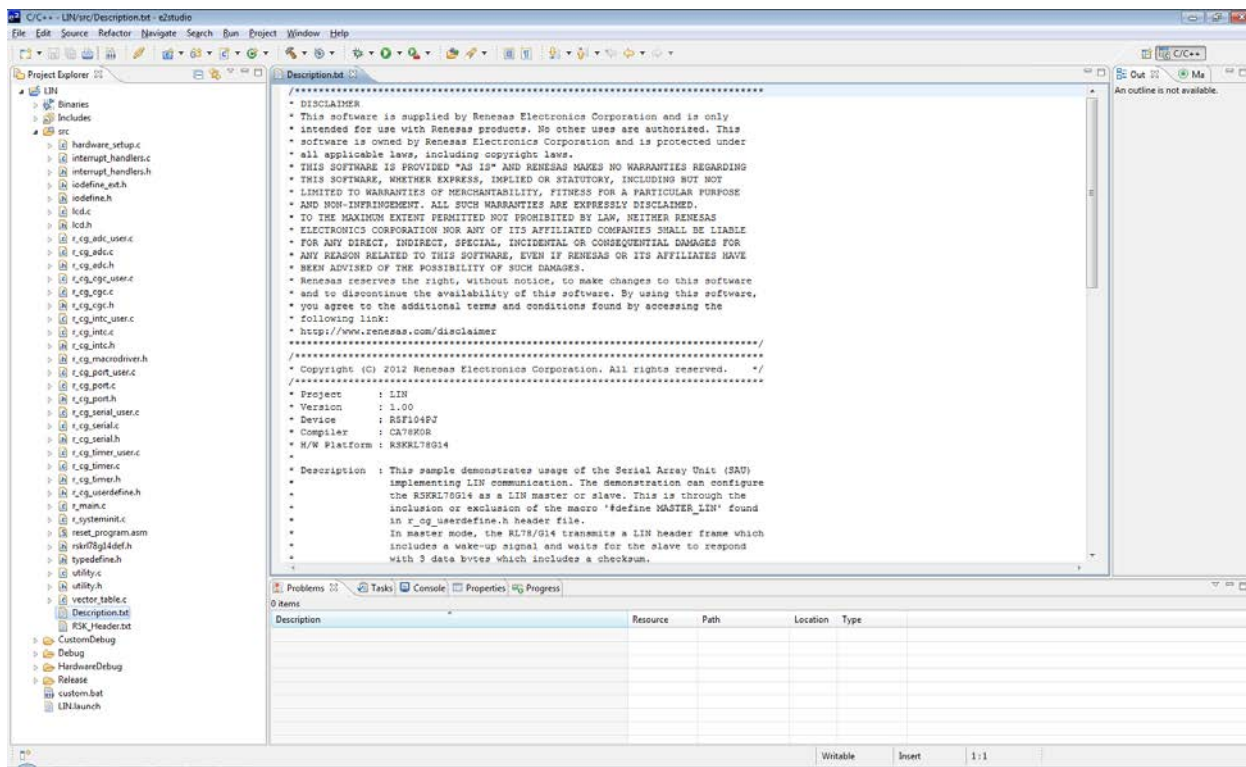 C/C++ - LIN/src/Description.txt - e2studio
File Edit Source Refactor Navigate Search Run Project Window Help
C/C++
Project Explorer
Description.txt
Out
Ma
LIN
Binaries
Includes
src
hardware_setup.c
interrupt_handlers.c
interrupt_handlers.h
iodefine_ext.h
iodefine.h
lcd.c
lcd.h
r_cg_adc_user.c
r_cg_adc.c
r_cg_adc.h
r_cg_cgc_user.c
r_cg_cgc.c
r_cg_cgc.h
r_cg_intc_user.c
r_cg_intc.c
r_cg_intc.h
r_cg_macrodriver.h
r_cg_port_user.c
r_cg_port.c
r_cg_port.h
r_cg_serial_user.c
r_cg_serial.c
r_cg_serial.h
r_cg_timer_user.c
r_cg_timer.c
r_cg_timer.h
r_cg_userdefine.h
r_main.c
r_systeminit.c
reset_program.asm
rskrl78g14def.h
typedefine.h
utility.c
utility.h
vector_table.c
Description.txt
RSK_Header.txt
CustomDebug
Debug
HardwareDebug
Release
custom.bat
LIN.launch
/*******************************************************************************
* DISCLAIMER
* This software is supplied by Renesas Electronics Corporation and is only
* intended for use with Renesas products. No other uses are authorized. This
* software is owned by Renesas Electronics Corporation and is protected under
* all applicable laws, including copyright laws.
* THIS SOFTWARE IS PROVIDED "AS IS" AND RENESAS MAKES NO WARRANTIES REGARDING
* THIS SOFTWARE, WHETHER EXPRESS, IMPLIED OR STATUTORY, INCLUDING BUT NOT
* LIMITED TO WARRANTIES OF MERCHANTABILITY, FITNESS FOR A PARTICULAR PURPOSE
* AND NON-INFRINGEMENT. ALL SUCH WARRANTIES ARE EXPRESSLY DISCLAIMED.
* TO THE MAXIMUM EXTENT PERMITTED NOT PROHIBITED BY LAW, NEITHER RENESAS
* ELECTRONICS CORPORATION NOR ANY OF ITS AFFILIATED COMPANIES SHALL BE LIABLE
* FOR ANY DIRECT, INDIRECT, SPECIAL, INCIDENTAL OR CONSEQUENTIAL DAMAGES FOR
* ANY REASON RELATED TO THIS SOFTWARE, EVEN IF RENESAS OR ITS AFFILIATES HAVE
* BEEN ADVISED OF THE POSSIBILITY OF SUCH DAMAGES.
* Renesas reserves the right, without notice, to make changes to this software
* and to discontinue the availability of this software. By using this software,
* you agree to the additional terms and conditions found by accessing the
* following link:
* http://www.renesas.com/disclaimer
*******************************************************************************/
/*******************************************************************************
* Copyright (C) 2012 Renesas Electronics Corporation. All rights reserved. */
/*******************************************************************************
* Project : LIN
* Version : 1.00
* Device : R5F104PJ
* Compiler : CA78K0R
* H/W Platform : RSKRL78G14
*
* Description : This sample demonstrates usage of the Serial Array Unit (SAU)
* implementing LIN communication. The demonstration can configure
* the RSKRL78G14 as a LIN master or slave. This is through the
* inclusion or exclusion of the macro '#define MASTER_LIN' found
* in r_cg_userdefine.h header file.
* In master mode, the RL78/G14 transmits a LIN header frame which
* includes a wake-up signal and waits for the slave to respond
* with 3 data bytes which includes a checksum.
An outline is not available.
Problems Tasks Console Properties Progress
0 items
Description Resource Path Location Type
Writable Insert 1:1